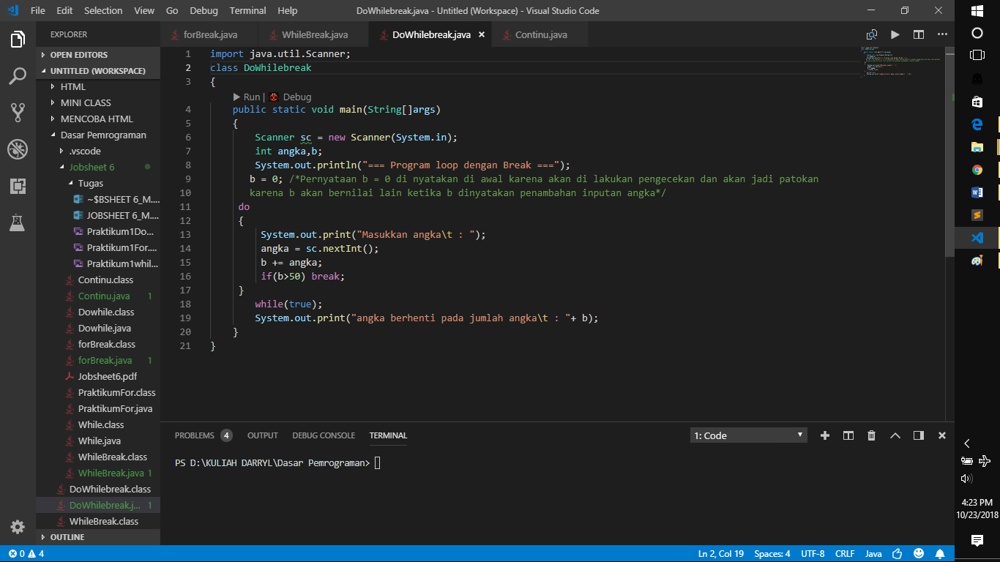 File Edit Selection View Go Debug Terminal Help
DoWhilebreak.java - Untitled (Workspace) - Visual Studio Code
EXPLORER
OPEN EDITORS
UNTITLED (WORKSPACE)
HTML
MINI CLASS
MENCOBA HTML
Dasar Pemrograman
.vscode
Jobsheet 6
Tugas
~$BSHEET 6_M....
JOBSHEET 6_M....
Praktikum1Do...
Praktikum1For....
Praktikum1whil...
Continu.class
Continu.java 1
Dowhile.class
Dowhile.java
forBreak.class
forBreak.java 1
Jobsheet6.pdf
PraktikumFor.class
PraktikumFor.java
While.class
While.java
WhileBreak.class
WhileBreak.java 1
DoWhilebreak.class
DoWhilebreak.j... 1
WhileBreak.class
OUTLINE
forBreak.java WhileBreak.java DoWhilebreak.java Continu.java
1 import java.util.Scanner;
2 class DoWhilebreak
3 {
Run | Debug
4 public static void main(String[]args)
5 {
6 Scanner sc = new Scanner(System.in);
7 int angka,b;
8 System.out.println("=== Program loop dengan Break ===");
9 b = 0; /*Pernyataan b = 0 di nyatakan di awal karena akan di lakukan pengecekan dan akan jadi patokan
10 karena b akan bernilai lain ketika b dinyatakan penambahan inputan angka*/
11 do
12 {
13 System.out.print("Masukkan angka\t : ");
14 angka = sc.nextInt();
15 b += angka;
16 if(b>50) break;
17 }
18 while(true);
19 System.out.print("angka berhenti pada jumlah angka\t : "+ b);
20 }
21 }
PROBLEMS 4 OUTPUT DEBUG CONSOLE TERMINAL
1: Code
PS D:\KULIAH DARRYL\Dasar Pemrograman>
0 4
Ln 2, Col 19 Spaces: 4 UTF-8 CRLF Java
4:23 PM
10/23/2018